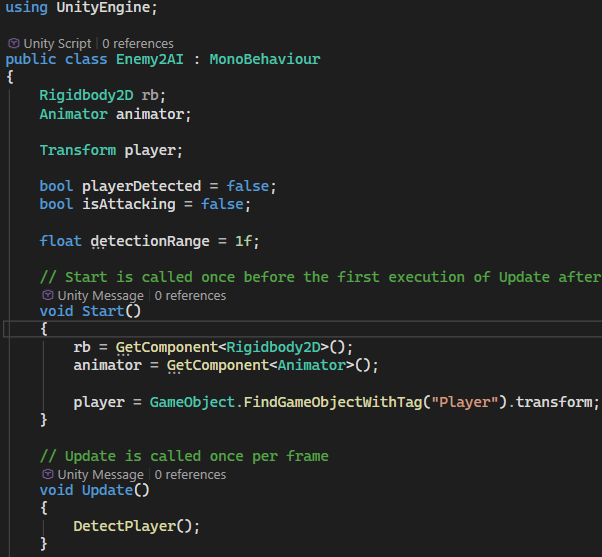 using UnityEngine;
Unity Script | 0 references
public class Enemy2AI : MonoBehaviour
{
Rigidbody2D rb;
Animator animator;
Transform player;
bool playerDetected = false;
bool isAttacking = false;
float detectionRange = 1f;
// Start is called once before the first execution of Update after
Unity Message | 0 references
void Start()
{
rb = GetComponent<Rigidbody2D>();
animator = GetComponent<Animator>();
player = GameObject.FindGameObjectWithTag("Player").transform;
}
// Update is called once per frame
Unity Message | 0 references
void Update()
{
DetectPlayer();
}